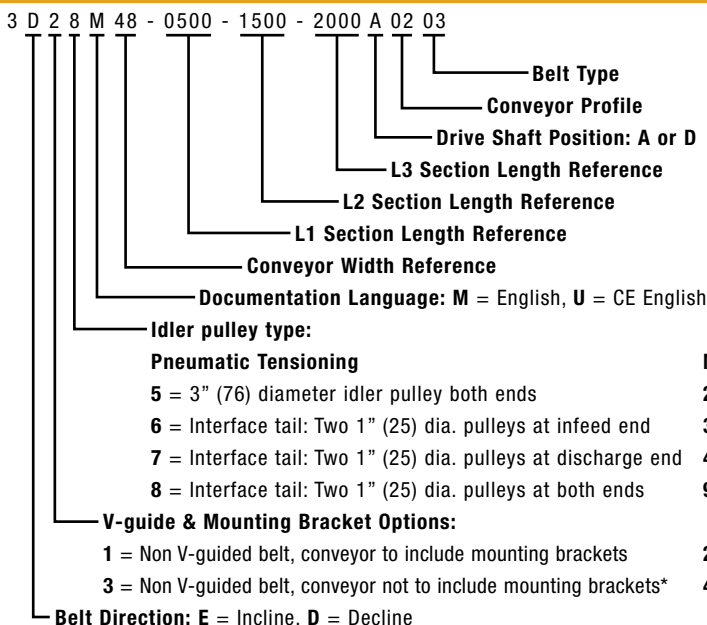 3 D 2 8 M 48 - 0500 - 1500 - 2000 A 02 03
Belt Type
Conveyor Profile
Drive Shaft Position: A or D
L3 Section Length Reference
L2 Section Length Reference
L1 Section Length Reference
Conveyor Width Reference
Documentation Language: M = English, U = CE English
Idler pulley type:
Pneumatic Tensioning
5 = 3” (76) diameter idler pulley both ends
6 = Interface tail: Two 1” (25) dia. pulleys at infeed end
7 = Interface tail: Two 1” (25) dia. pulleys at discharge end 4
8 = Interface tail: Two 1” (25) dia. pulleys at both ends
V-guide & Mounting Bracket Options:
1 = Non V-guided belt, conveyor to include mounting brackets 2
3 = Non V-guided belt, conveyor not to include mounting brackets* 4
Belt Direction: E = Incline, D = Decline